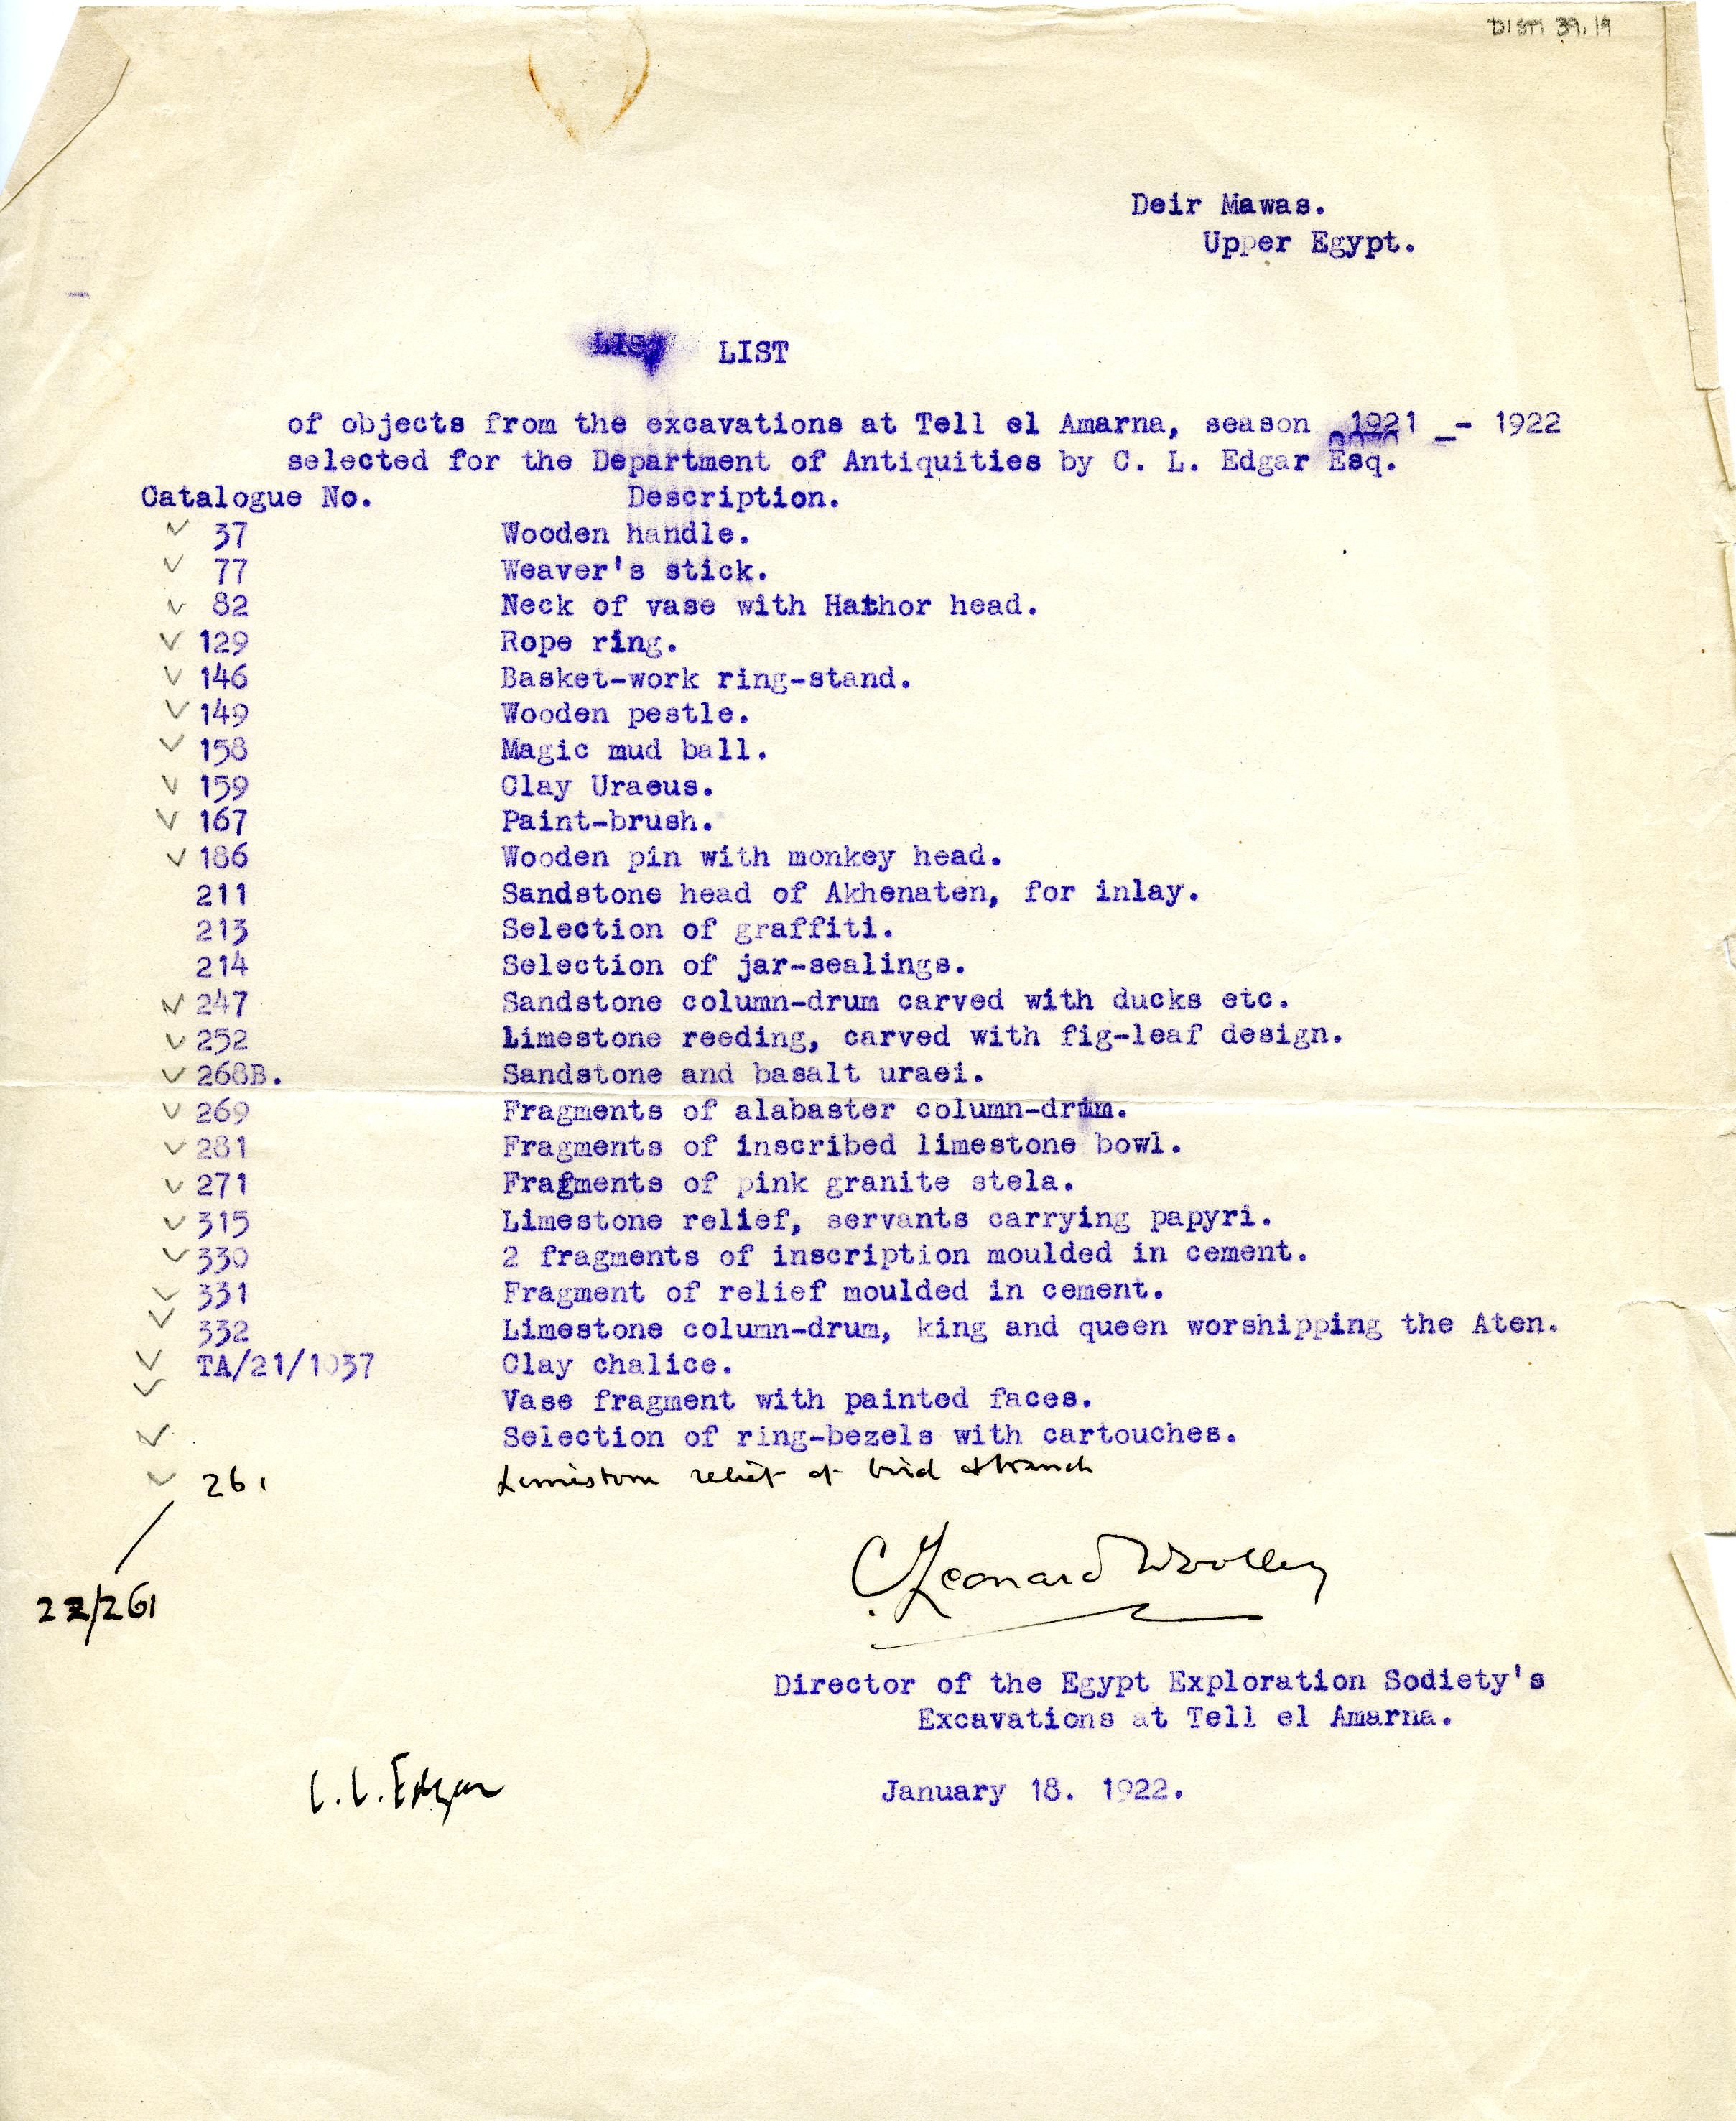 DIST. 39.19
Deir Mawas.
Upper Egypt.
LIST LIST
of objects from the excavations at Tell el Amarna, season 1921 _- 1922
selected for the Department of Antiquities by C. L. Edgar Esq.
Catalogue No. Description.
37 Wooden handle.
77 Weaver's stick.
82 Neck of vase with Hathor head.
129 Rope ring.
146 Basket-work ring-stand.
149 Wooden pestle.
158 Magic mud ball.
159 Clay Uraeus.
167 Paint-brush.
186 Wooden pin with monkey head.
211 Sandstone head of Akhenaten, for inlay.
213 Selection of graffiti.
214 Selection of jar-sealings.
247 Sandstone column-drum carved with ducks etc.
252 Limestone reeding, carved with fig-leaf design.
268B. Sandstone and basalt uraei.
269 Fragments of alabaster column-drum.
281 Fragments of inscribed limestone bowl.
271 Fragments of pink granite stela.
315 Limestone relief, servants carrying papyri.
330 2 fragments of inscription moulded in cement.
331 Fragment of relief moulded in cement.
332 Limestone column-drum, king and queen worshipping the Aten.
TA/21/1037 Clay chalice.
Vase fragment with painted faces.
Selection of ring-bezels with cartouches.
261 Limestone relief of bird & branch
C. Leonard Woolley
22/261
Director of the Egypt Exploration Sodiety's
Excavations at Tell el Amarna.
C. C. Edgar
January 18. 1922.